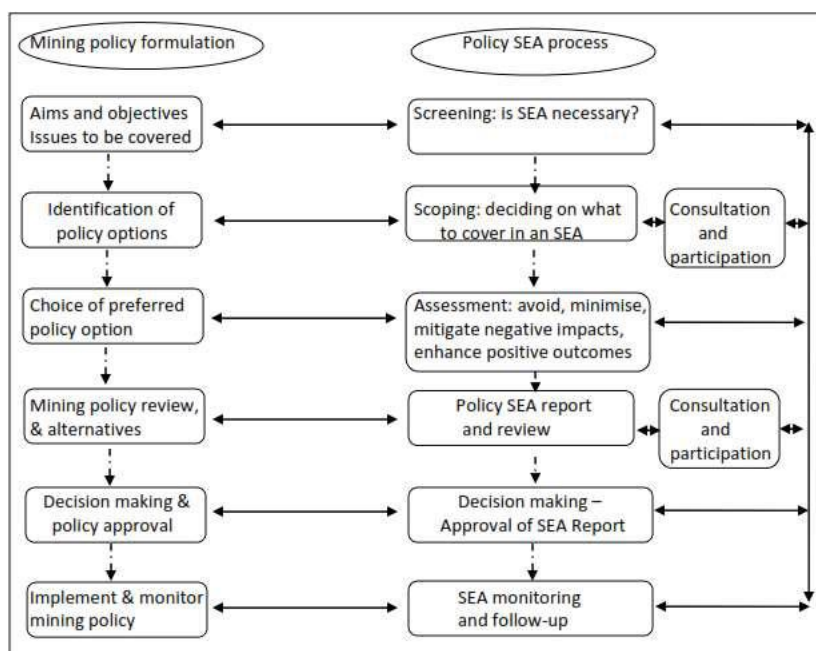 Mining policy formulation
Policy SEA process
Aims and objectives
Issues to be covered
Screening: is SEA necessary?
Identification of
policy options
Scoping: deciding on what
to cover in an SEA
Consultation
and
participation
Choice of preferred
policy option
Assessment: avoid, minimise,
mitigate negative impacts,
enhance positive outcomes
Mining policy review,
& alternatives
Policy SEA report
and review
Consultation
and
participation
Decision making &
policy approval
Decision making –
Approval of SEA Report
Implement & monitor
mining policy
SEA monitoring
and follow-up